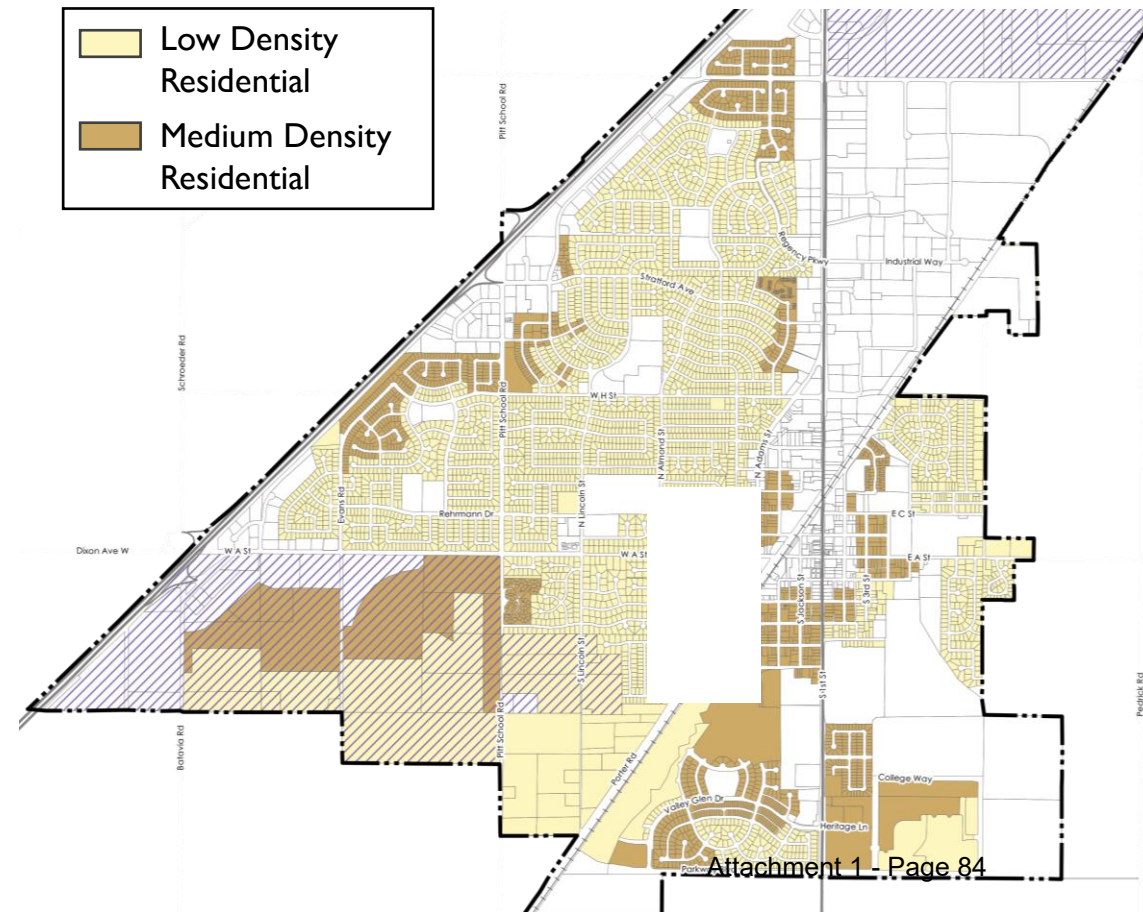 Low Density
Residential
Medium Density
Residential
Pitt School Rd
Regency Pkwy
Industrial Way
Stratford Ave
Schroeder Rd
W H St
Pitt School Rd
N Almond St
N Adams St
Evans Rd
N Lincoln St
Rehrmann Dr
E C St
Dixon Ave W
W A St
W A St
E A St
S Jackson St
S 3rd St
S Lincoln St
S 1st St
Pedrick Rd
Batavia Rd
Pitt School Rd
Porter Rd
College Way
Valley Glen Dr
Heritage Ln
Attachment 1 - Page 84